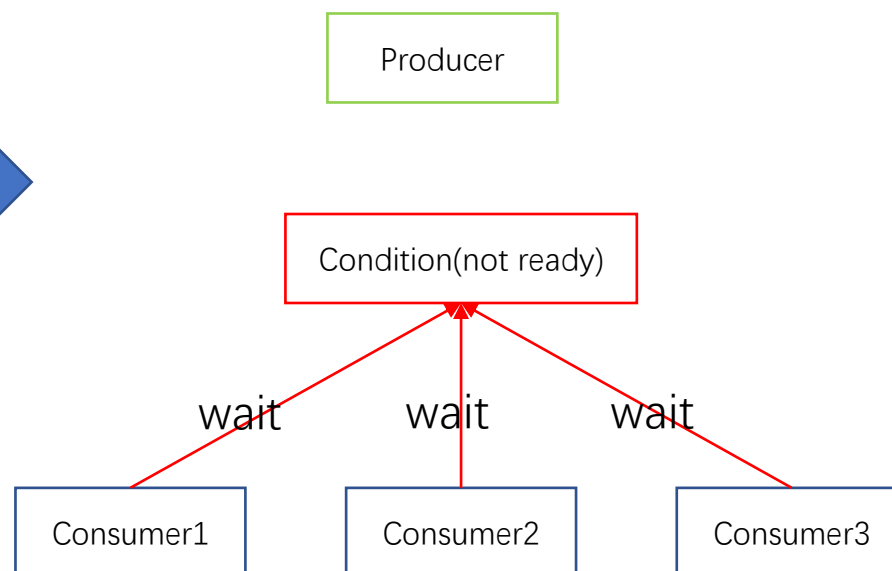 Producer
Condition(not ready)
wait wait wait
Consumer1 Consumer2 Consumer3